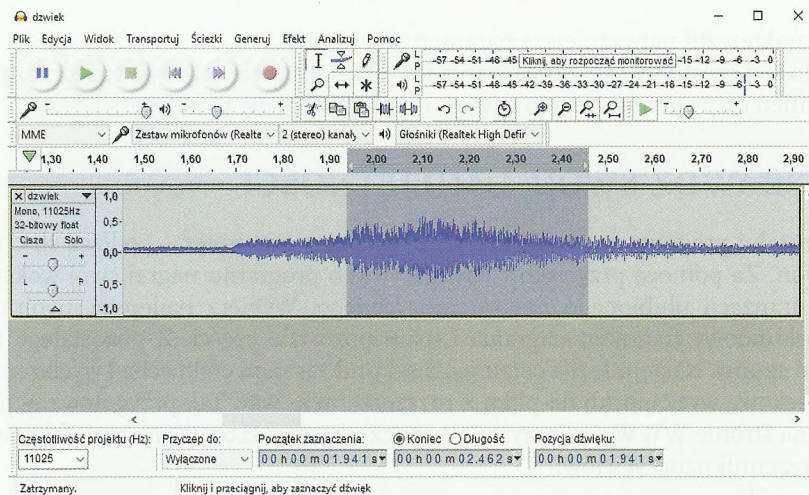 dzwiek
Plik Edycja Widok Transportuj Ścieżki Generuj Efekt Analizuj Pomoc
L P -57 -54 -51 -48 -45 Kliknij, aby rozpocząć monitorować -15 -12 -9 -6 -3 0
L P -57 -54 -51 -48 -45 -42 -39 -36 -33 -30 -27 -24 -21 -18 -15 -12 -9 -6 -3 0
MME Zestaw mikrofonów (Realte 2 (stereo) kanały Głośniki (Realtek High Defir
1,30 1,40 1,50 1,60 1,70 1,80 1,90 2,00 2,10 2,20 2,30 2,40 2,50 2,60 2,70 2,80 2,90
dzwiek 1,0
Mono, 11025Hz
32-bitowy float 0,5
Cisza Solo
- + 0,0
L P -0,5
-1,0
Częstotliwość projektu (Hz): Przyczep do: Początek zaznaczenia: Koniec Długość Pozycja dźwięku:
11025 Wyłączone 00 h 00 m 01.941 s 00 h 00 m 02.462 s 00 h 00 m 01.941 s
Zatrzymany. Kliknij i przeciągnij, aby zaznaczyć dźwięk